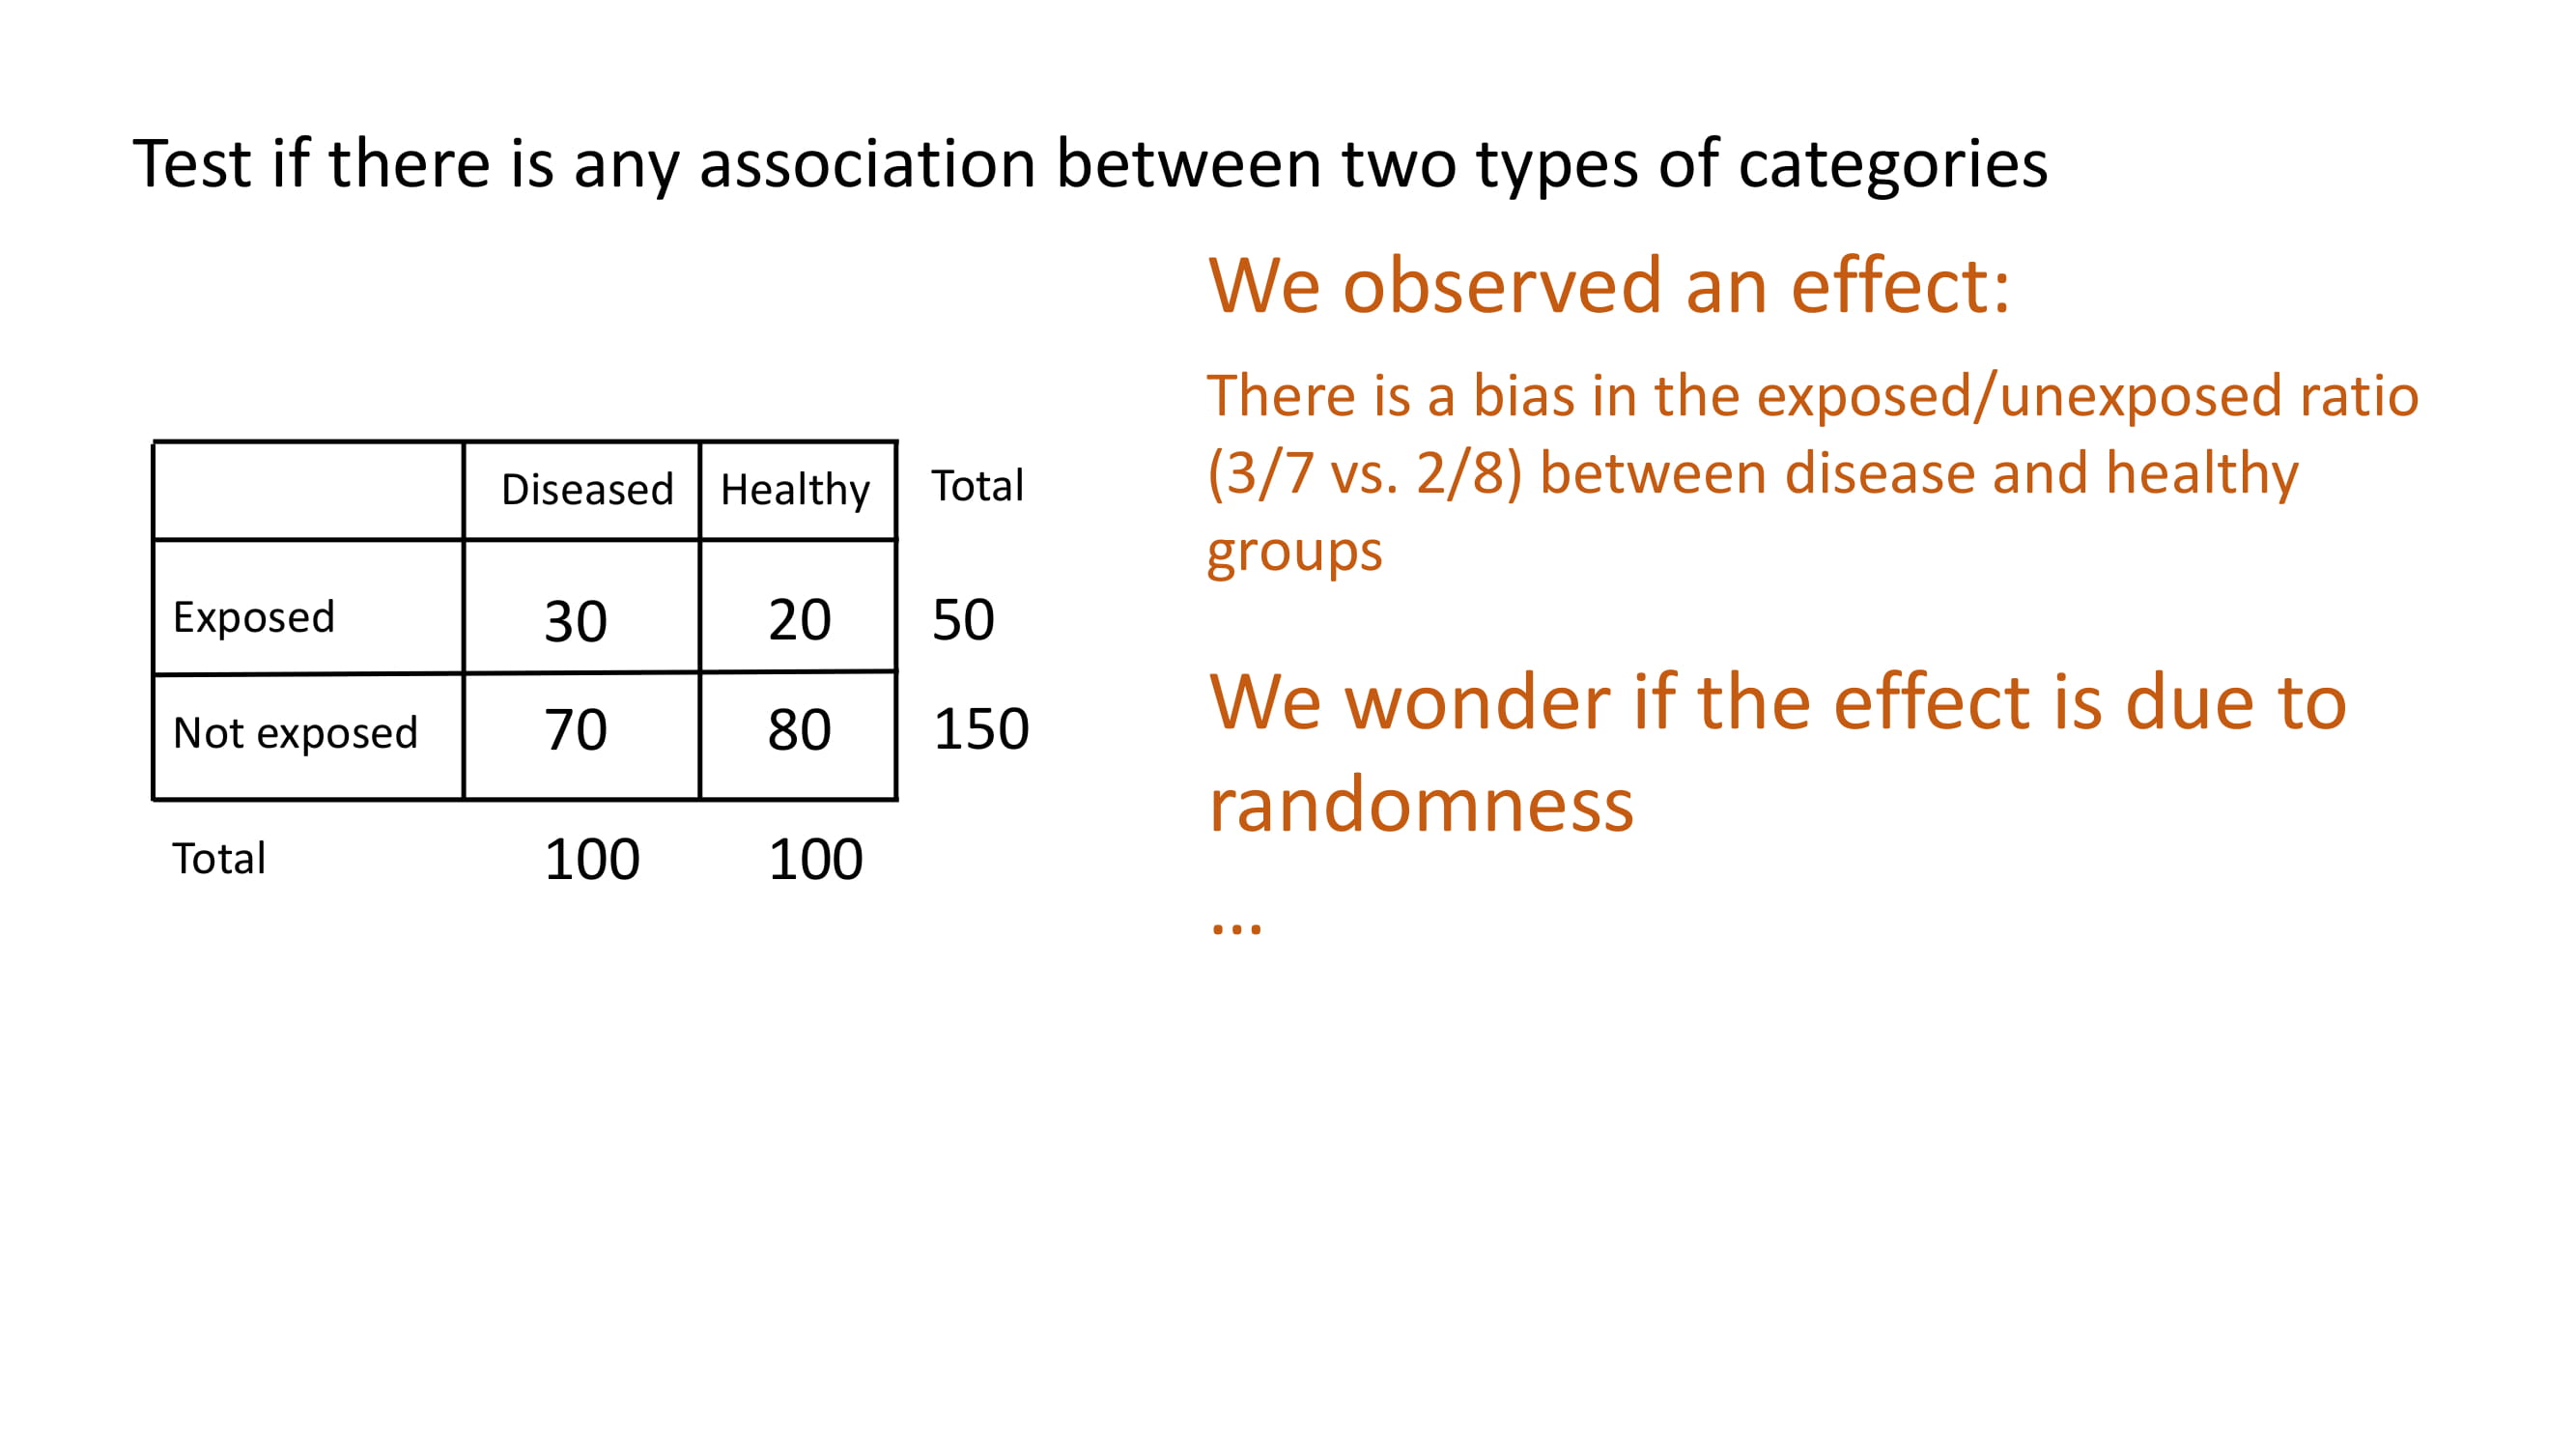 Test if there is any association between two types of categories
We observed an effect:
There is a bias in the exposed/unexposed ratio
(3/7 vs. 2/8) between disease and healthy
groups
We wonder if the effect is due to
randomness
...
Diseased Healthy Total
Exposed 30 20 50
Not exposed 70 80 150
Total 100 100